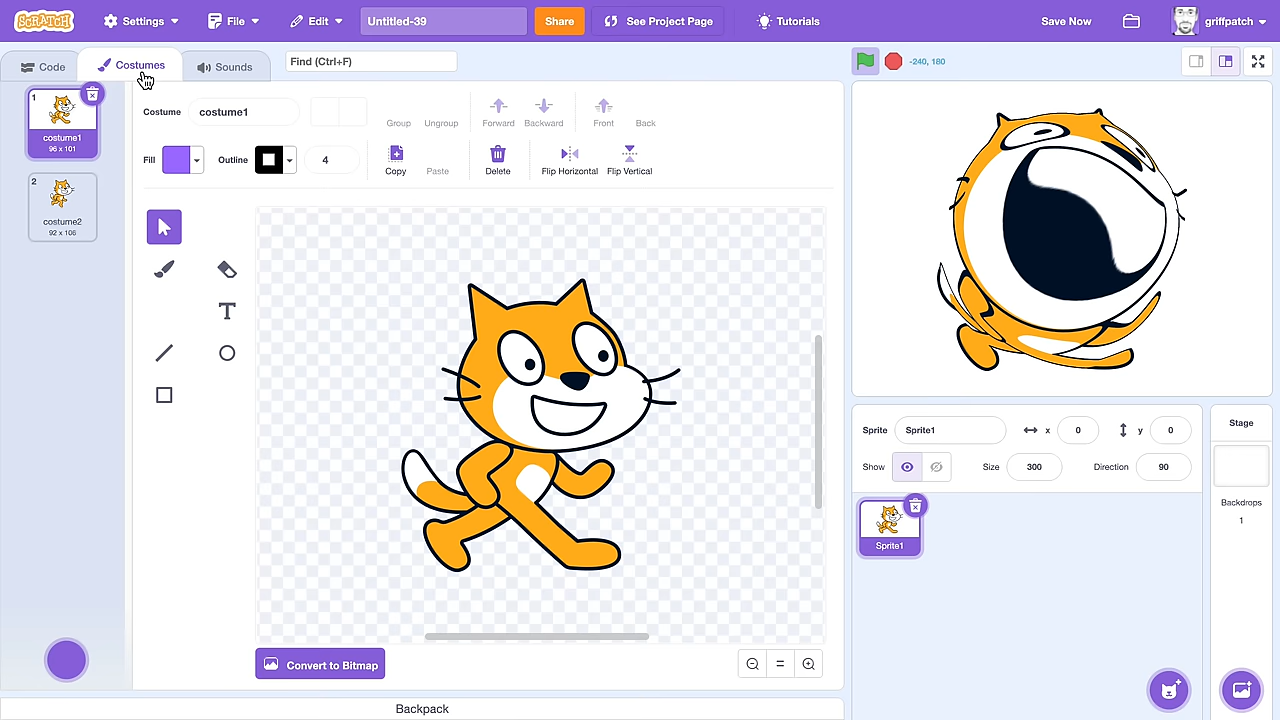 SCRATCH
Settings
File
Edit
Untitled-39
Share
See Project Page
Tutorials
Save Now
griffpatch
Code
Costumes
Sounds
Find (Ctrl+F)
-240, 180
1
costume1
96 x 101
2
costume2
92 x 106
Costume
costume1
Group
Ungroup
Forward
Backward
Front
Back
Fill
Outline
4
Copy
Paste
Delete
Flip Horizontal
Flip Vertical
T
Convert to Bitmap
Backpack
Sprite
Sprite1
x
0
y
0
Show
Size
300
Direction
90
Sprite1
Stage
Backdrops
1